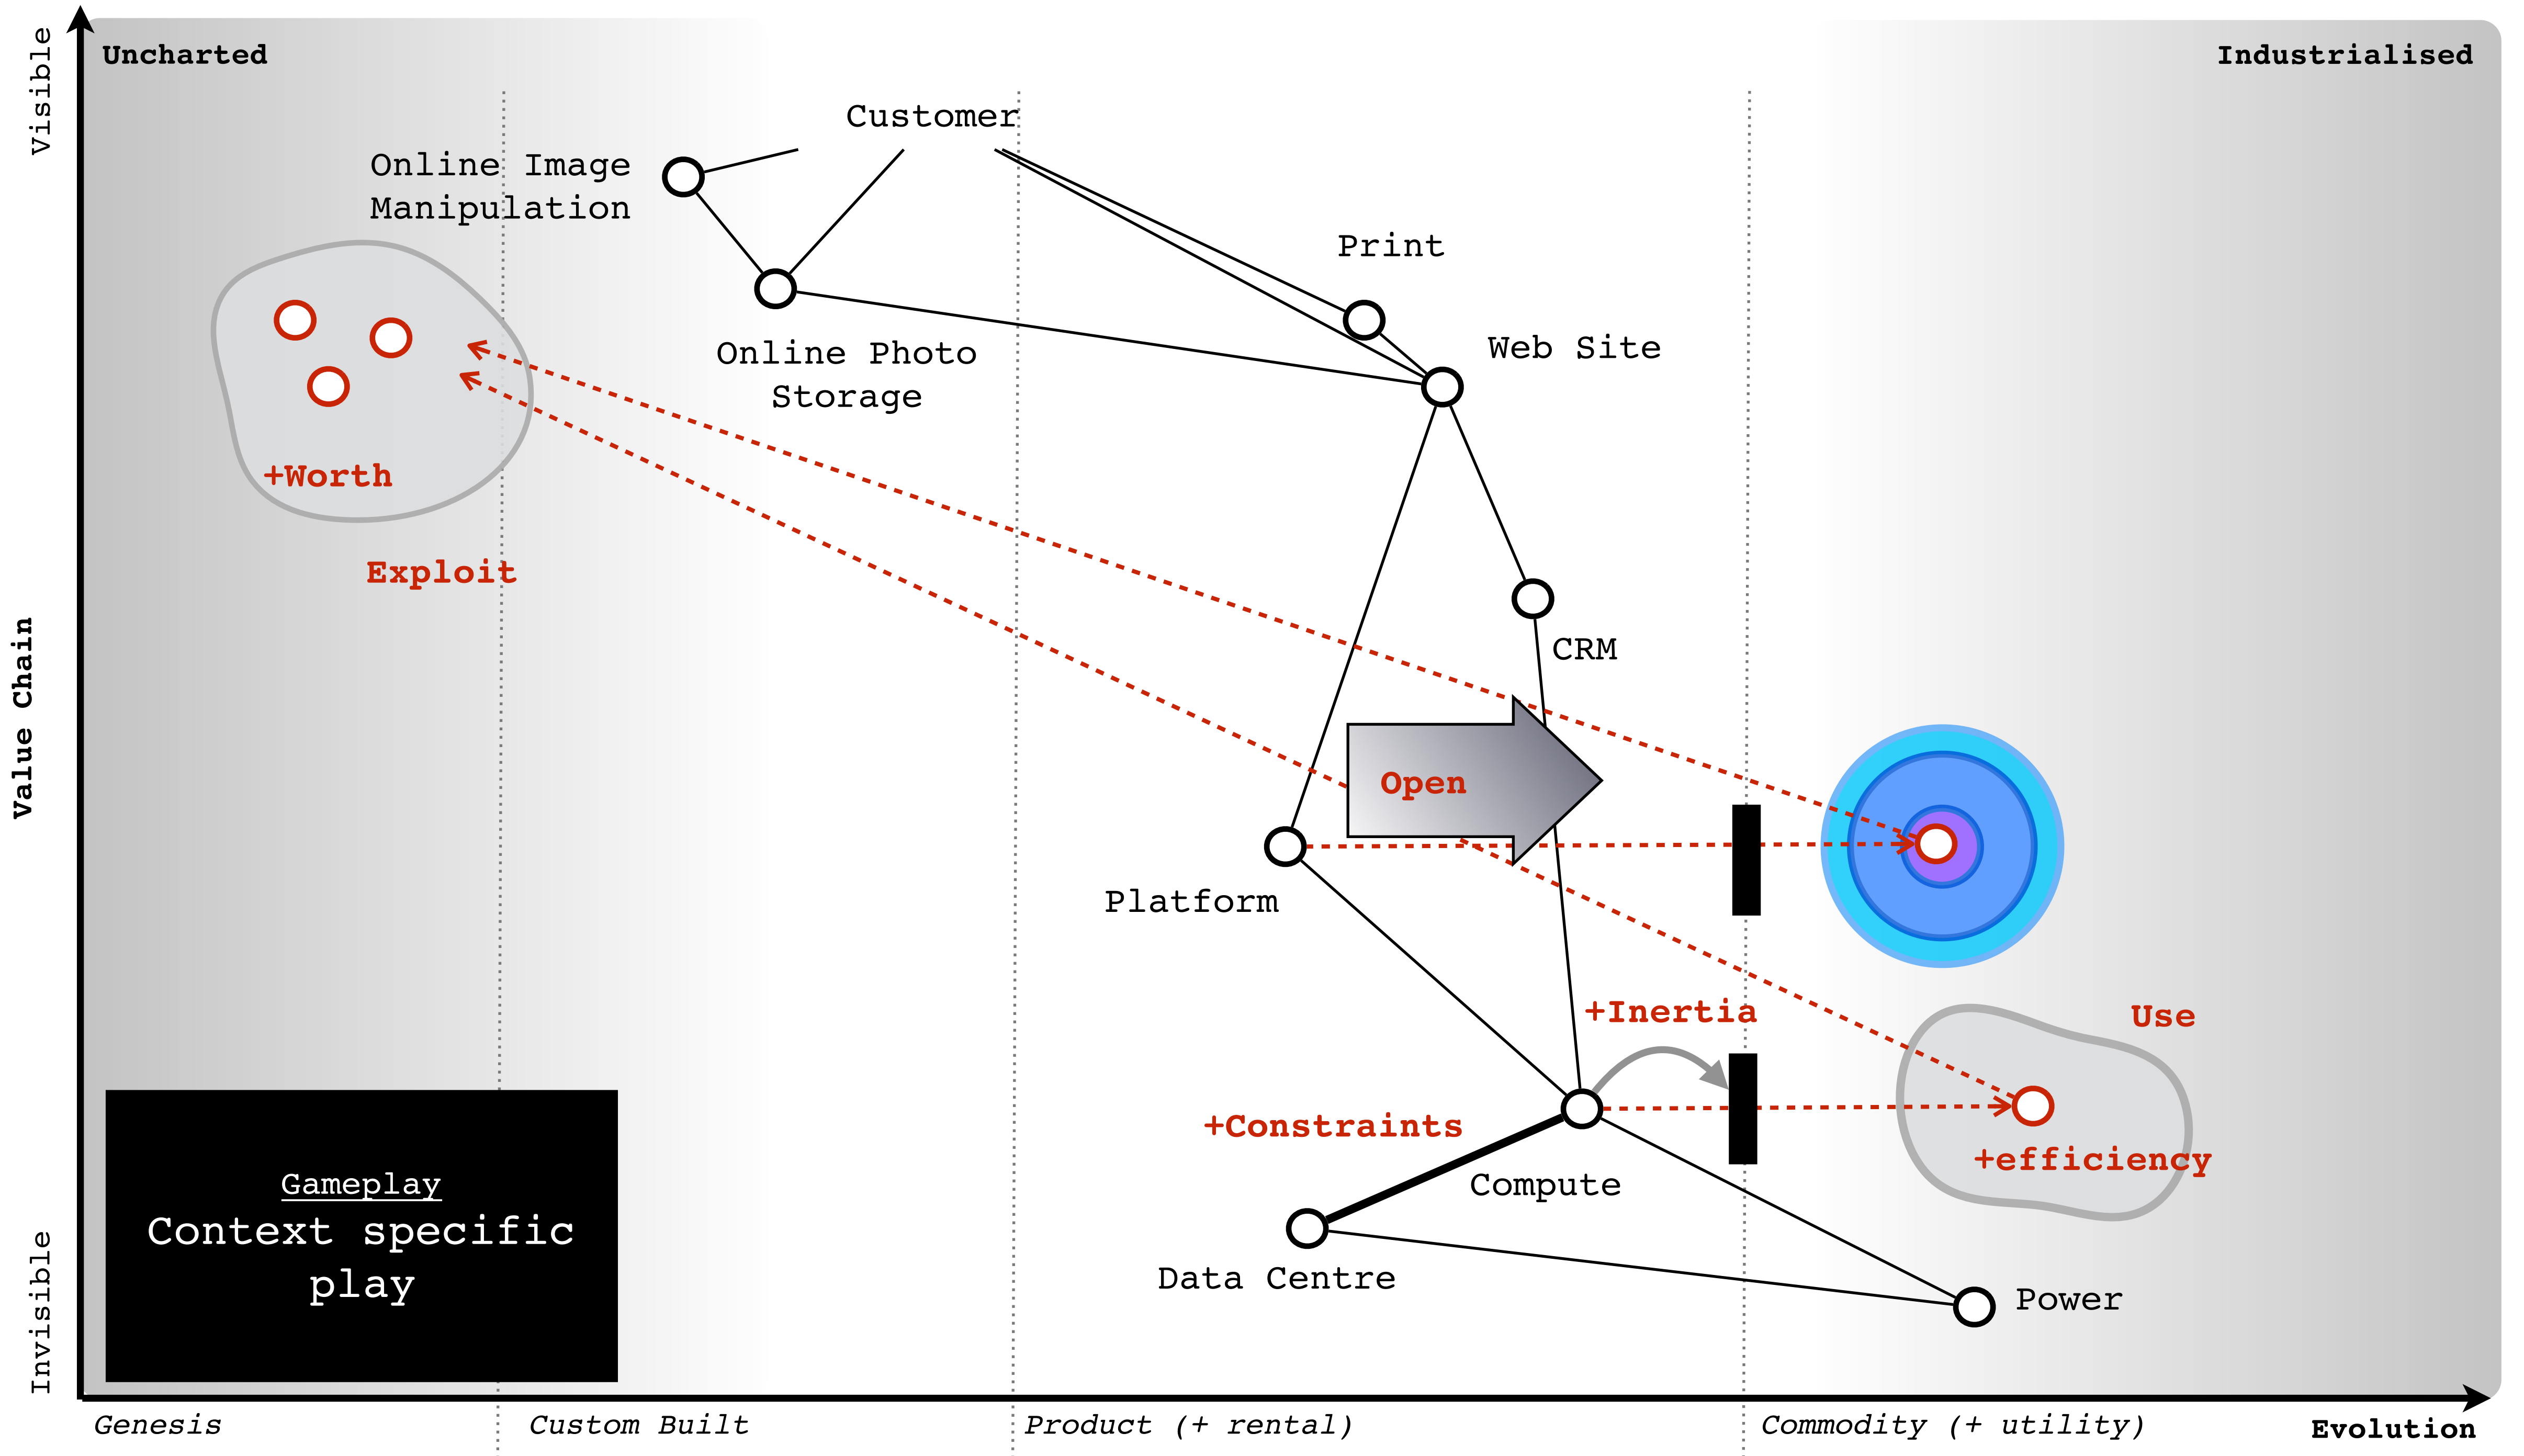 Uncharted
Industrialised
Visible
Customer
Online Image
Manipulation
Print
Web Site
Online Photo
Storage
+Worth
Exploit
Value Chain
CRM
Open
Platform
+Inertia
Use
+Constraints
+efficiency
Compute
Gameplay
Context specific
play
Data Centre
Power
Invisible
Genesis
Custom Built
Product (+ rental)
Commodity (+ utility)
Evolution